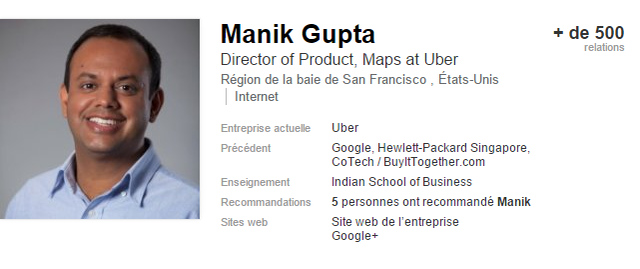 Manik Gupta
+ de 500
relations
Director of Product, Maps at Uber
Région de la baie de San Francisco , États-Unis
Internet
Entreprise actuelle Uber
Précédent Google, Hewlett-Packard Singapore,
CoTech / BuyItTogether.com
Enseignement Indian School of Business
Recommandations 5 personnes ont recommandé Manik
Sites web Site web de l’entreprise
Google+